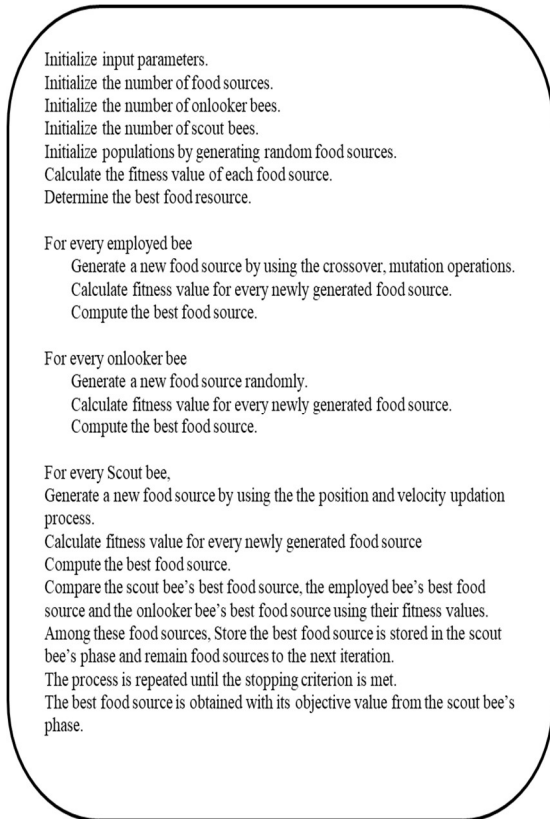 Initialize input parameters.
Initialize the number of food sources.
Initialize the number of onlooker bees.
Initialize the number of scout bees.
Initialize populations by generating random food sources.
Calculate the fitness value of each food source.
Determine the best food resource.
For every employed bee
Generate a new food source by using the crossover, mutation operations.
Calculate fitness value for every newly generated food source.
Compute the best food source.
For every onlooker bee
Generate a new food source randomly.
Calculate fitness value for every newly generated food source.
Compute the best food source.
For every Scout bee,
Generate a new food source by using the the position and velocity updation
process.
Calculate fitness value for every newly generated food source
Compute the best food source.
Compare the scout bee’s best food source, the employed bee’s best food
source and the onlooker bee’s best food source using their fitness values.
Among these food sources, Store the best food source is stored in the scout
bee’s phase and remain food sources to the next iteration.
The process is repeated until the stopping criterion is met.
The best food source is obtained with its objective value from the scout bee’s
phase.